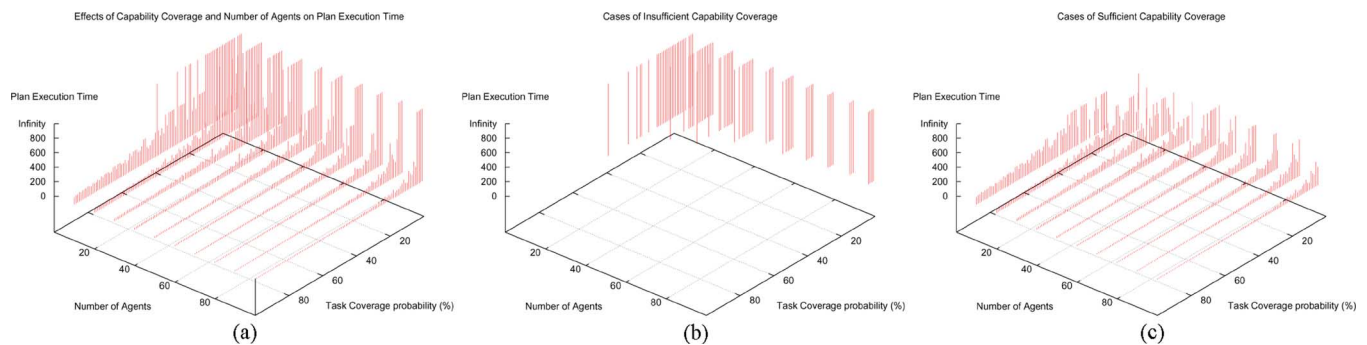 Effects of Capability Coverage and Number of Agents on Plan Execution Time
Plan Execution Time
Infinity
800
600
400
200
0
20
40
60
80
Number of Agents
20
40
60
80
Task Coverage probability (%)
(a)
Cases of Insufficient Capability Coverage
Plan Execution Time
Infinity
800
600
400
200
0
20
40
60
80
Number of Agents
20
40
60
80
Task Coverage probability (%)
(b)
Cases of Sufficient Capability Coverage
Plan Execution Time
Infinity
800
600
400
200
0
20
40
60
80
Number of Agents
20
40
60
80
Task Coverage probability (%)
(c)